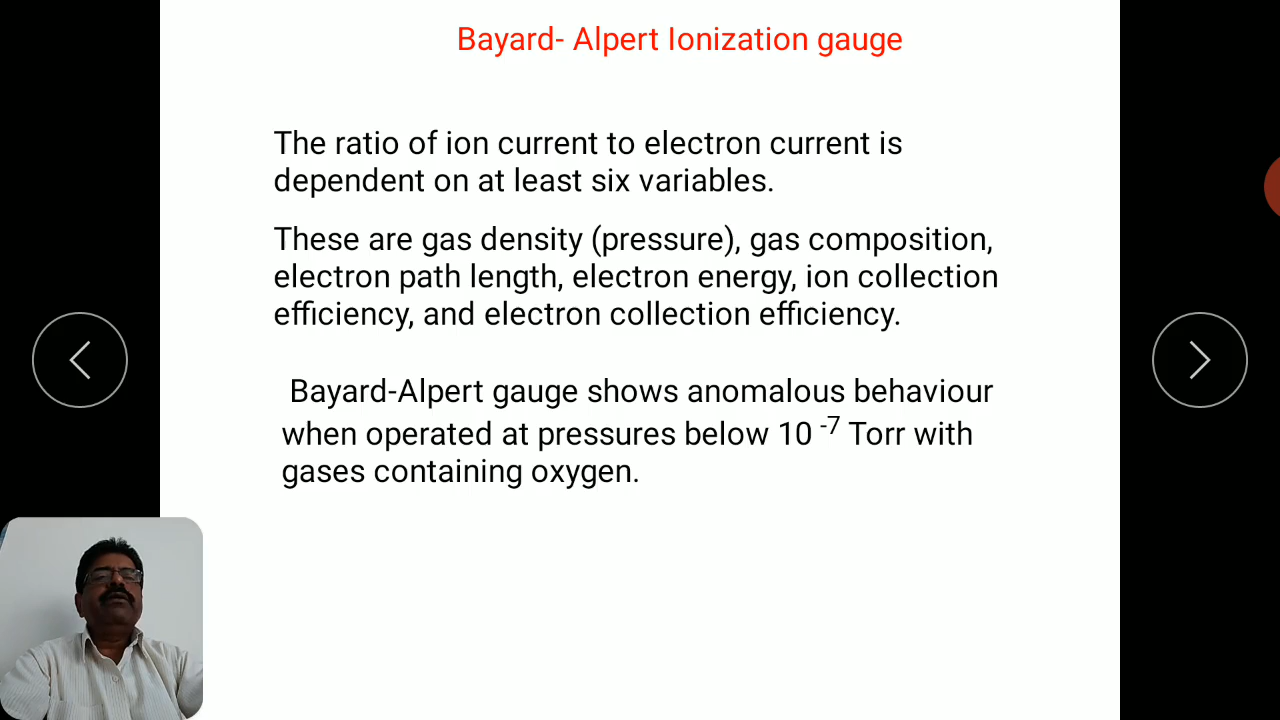 Bayard- Alpert Ionization gauge
The ratio of ion current to electron current is
dependent on at least six variables.
These are gas density (pressure), gas composition,
electron path length, electron energy, ion collection
efficiency, and electron collection efficiency.
Bayard-Alpert gauge shows anomalous behaviour
when operated at pressures below 10 -7 Torr with
gases containing oxygen.